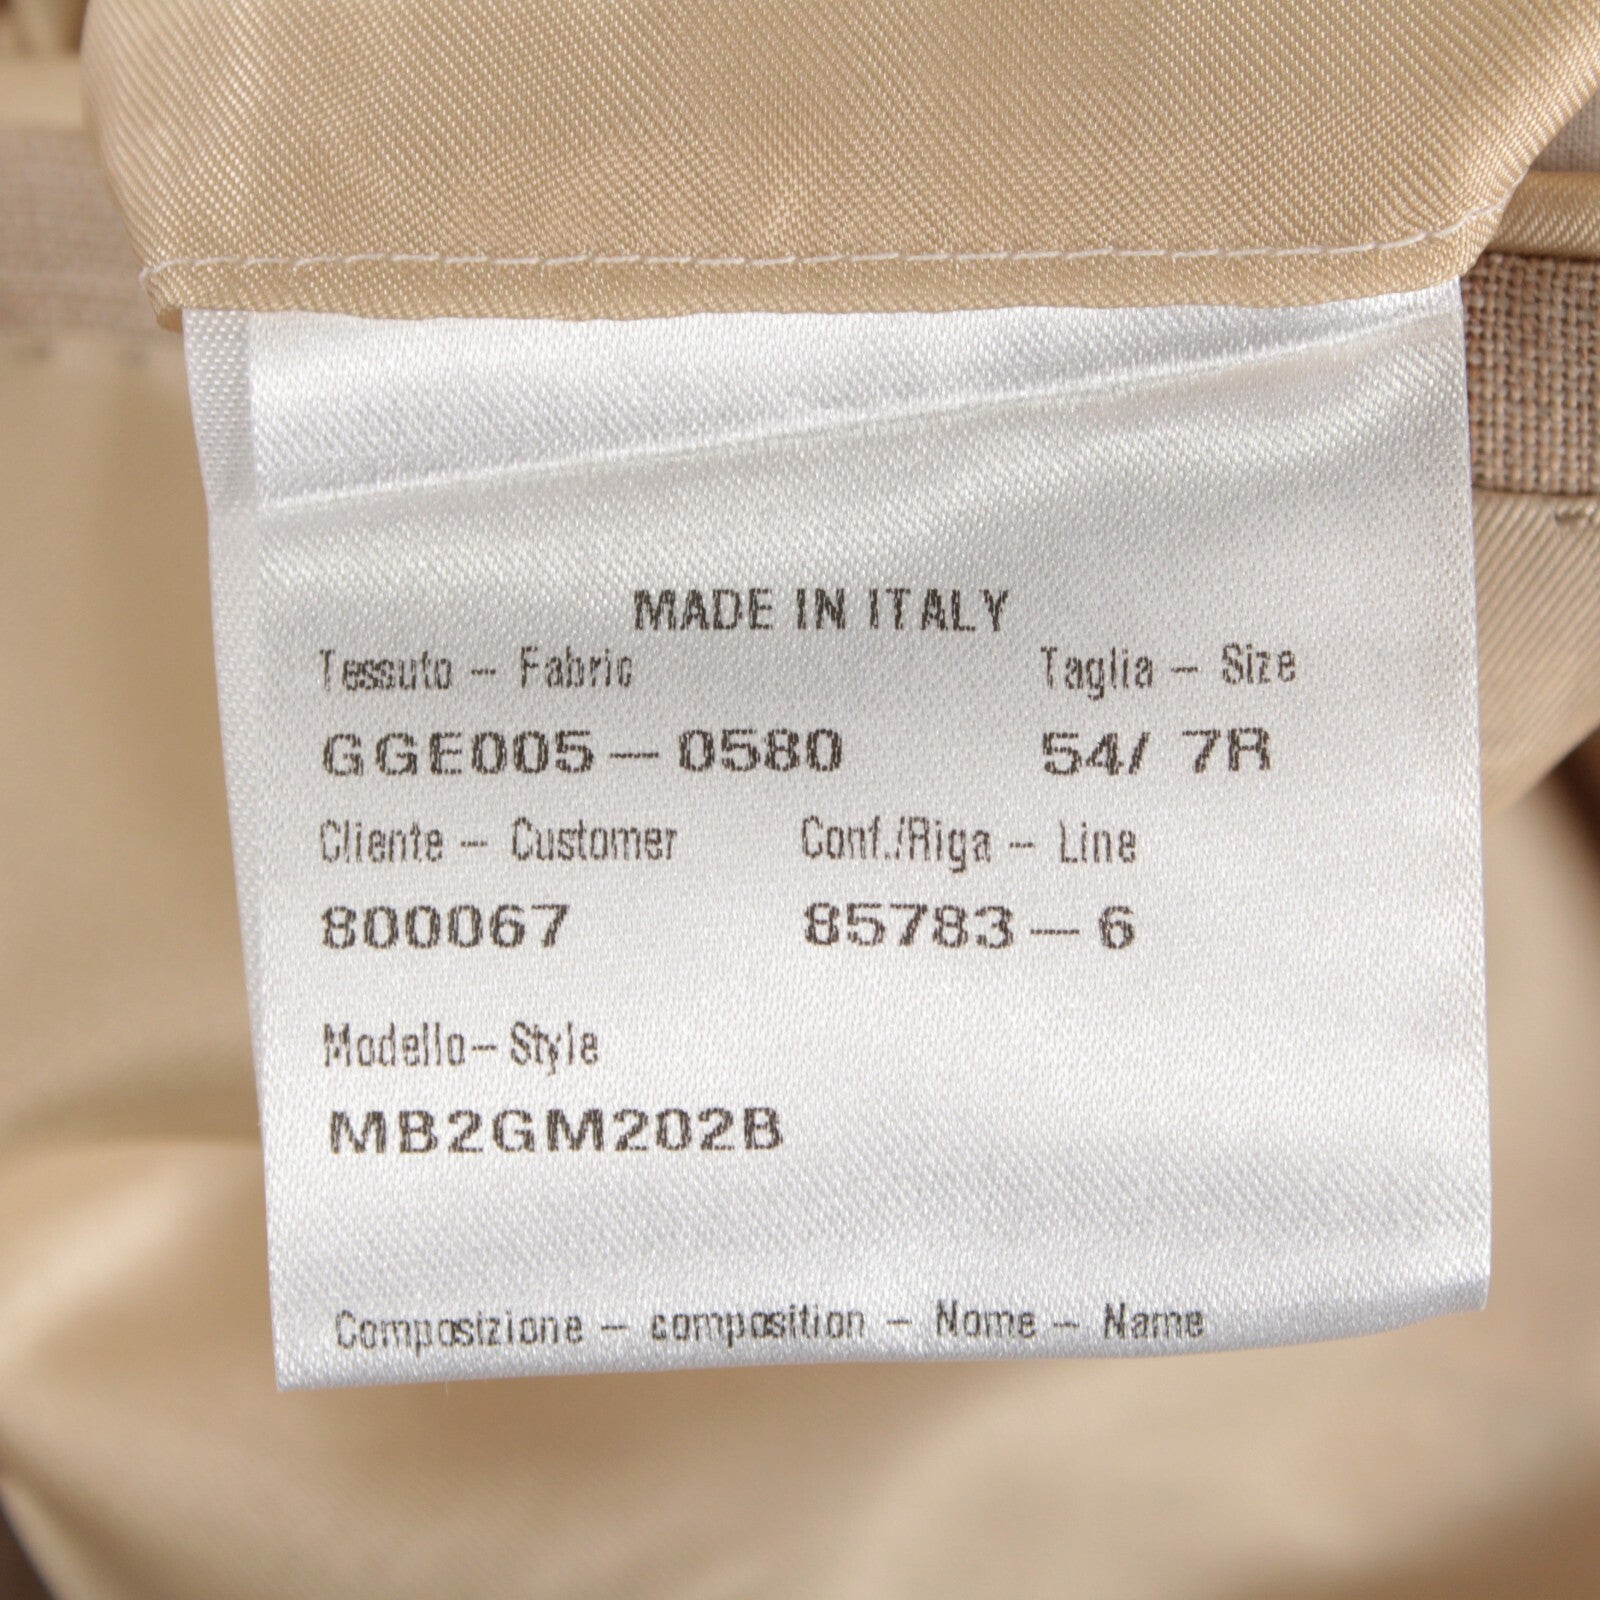 MADE IN ITALY
Tessuto - Fabric Taglia - Size
GGE005-0580 54/ 7R
Cliente - Customer Conf./Riga - Line
800067 85783-6
Modello-Style
MB2GM202B
Composizione - composition - Nome - Name